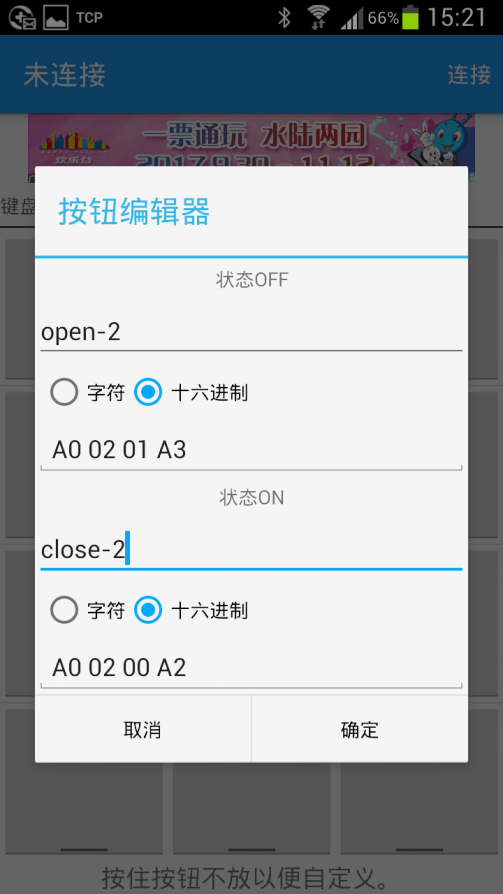 TCP 66% 15:21
未连接 连接
一票通玩 水陆两园
欢乐谷
2017.9.30 - 11.12
键盘
按钮编辑器
状态OFF
open-2
字符 十六进制
A0 02 01 A3
状态ON
close-2
字符 十六进制
A0 02 00 A2
取消 确定
按住按钮不放以便自定义。